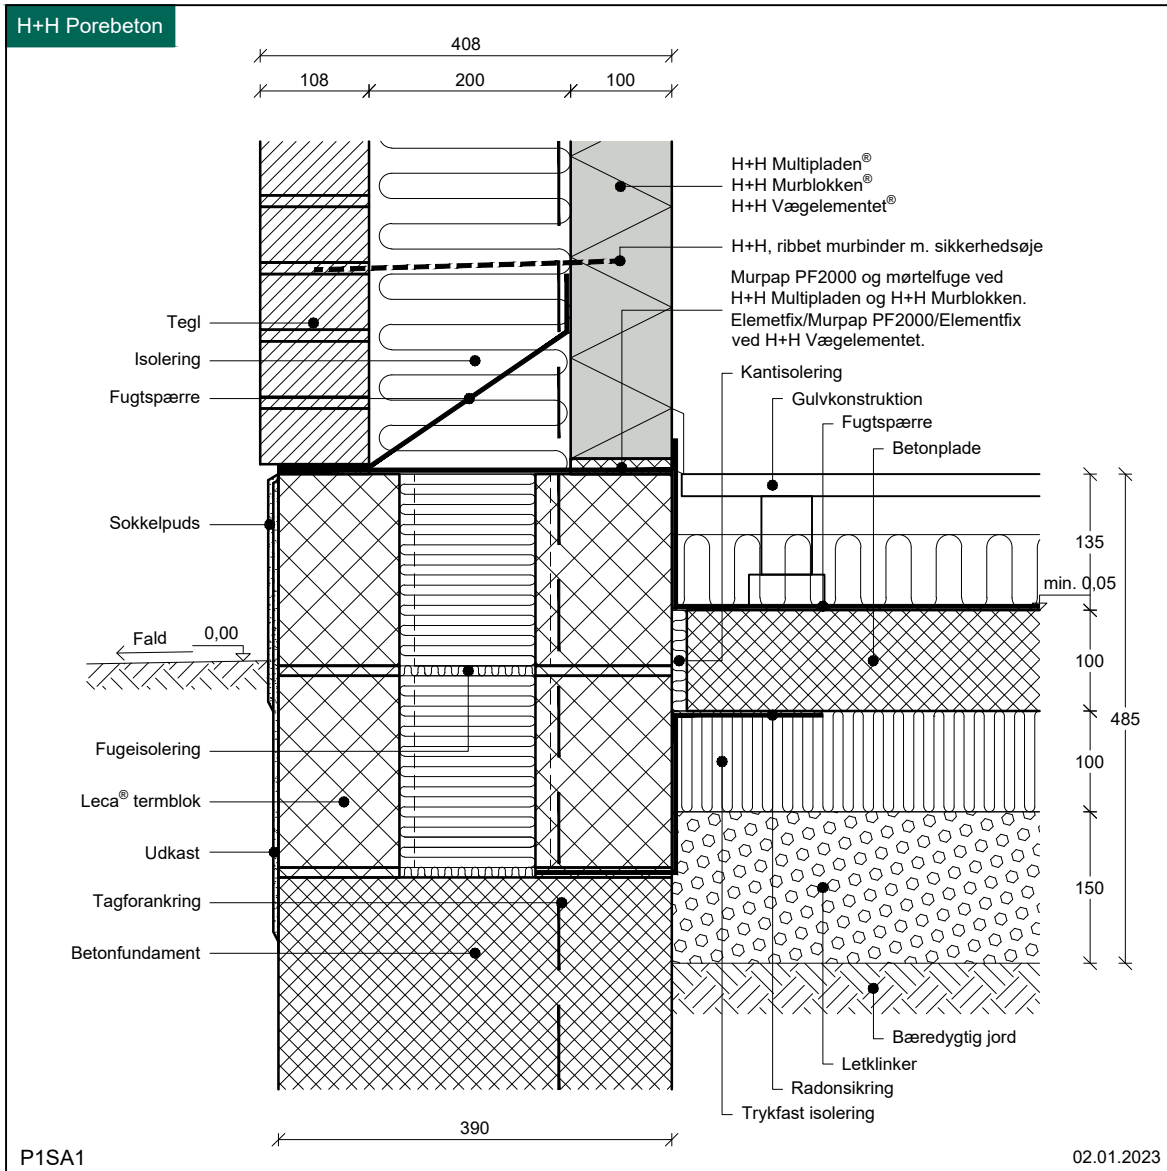 H+H Porebeton
408
108
200
100
H+H Multipladen®
H+H Murblokken®
H+H Vægelementet®
H+H, ribbet murbinder m. sikkerhedsøje
Murpap PF2000 og mørtelfuge ved
H+H Multipladen og H+H Murblokken.
Elemetfix/Murpap PF2000/Elementfix
ved H+H Vægelementet.
Tegl
Isolering
Fugtspærre
Kantisolering
Gulvkonstruktion
Fugtspærre
Betonplade
Sokkelpuds
135
min. 0,05
Fald
0,00
100
485
Fugeisolering
100
Leca® termblok
Udkast
150
Tagforankring
Betonfundament
Bæredygtig jord
Letklinker
Radonsikring
Trykfast isolering
390
P1SA1
02.01.2023